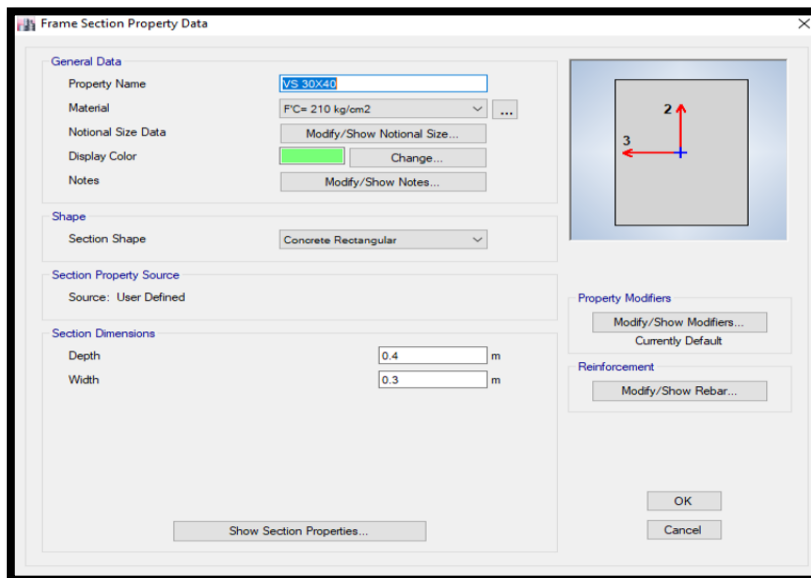 Frame Section Property Data
General Data
Property Name VS 30X40
Material F'C= 210 kg/cm2 ...
Notional Size Data Modify/Show Notional Size...
Display Color Change...
Notes Modify/Show Notes...
2
3
Shape
Section Shape Concrete Rectangular
Section Property Source
Source: User Defined
Property Modifiers
Modify/Show Modifiers...
Currently Default
Section Dimensions
Depth 0.4 m
Width 0.3 m
Reinforcement
Modify/Show Rebar...
Show Section Properties...
OK
Cancel